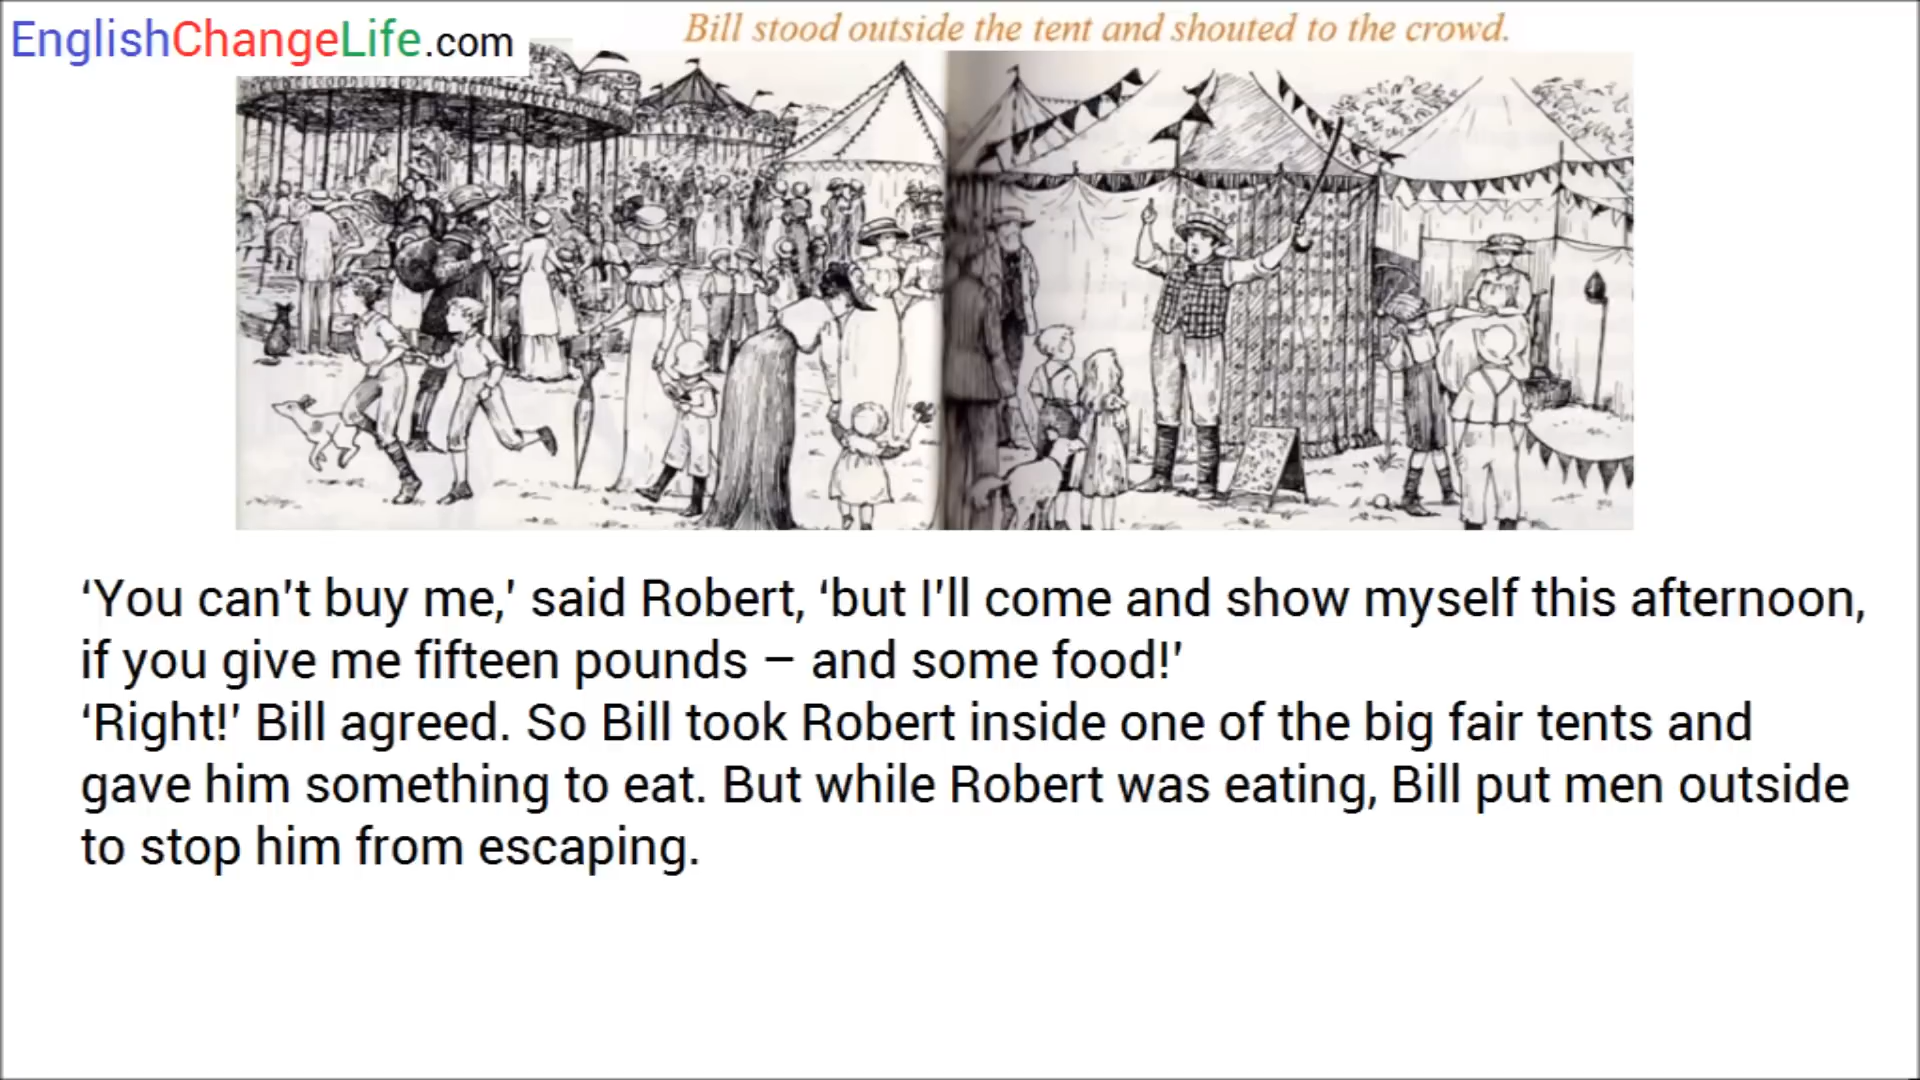 EnglishChangeLife.com
Bill stood outside the tent and shouted to the crowd.
‘You can’t buy me,’ said Robert, ‘but I’ll come and show myself this afternoon,
if you give me fifteen pounds – and some food!’
‘Right!’ Bill agreed. So Bill took Robert inside one of the big fair tents and
gave him something to eat. But while Robert was eating, Bill put men outside
to stop him from escaping.